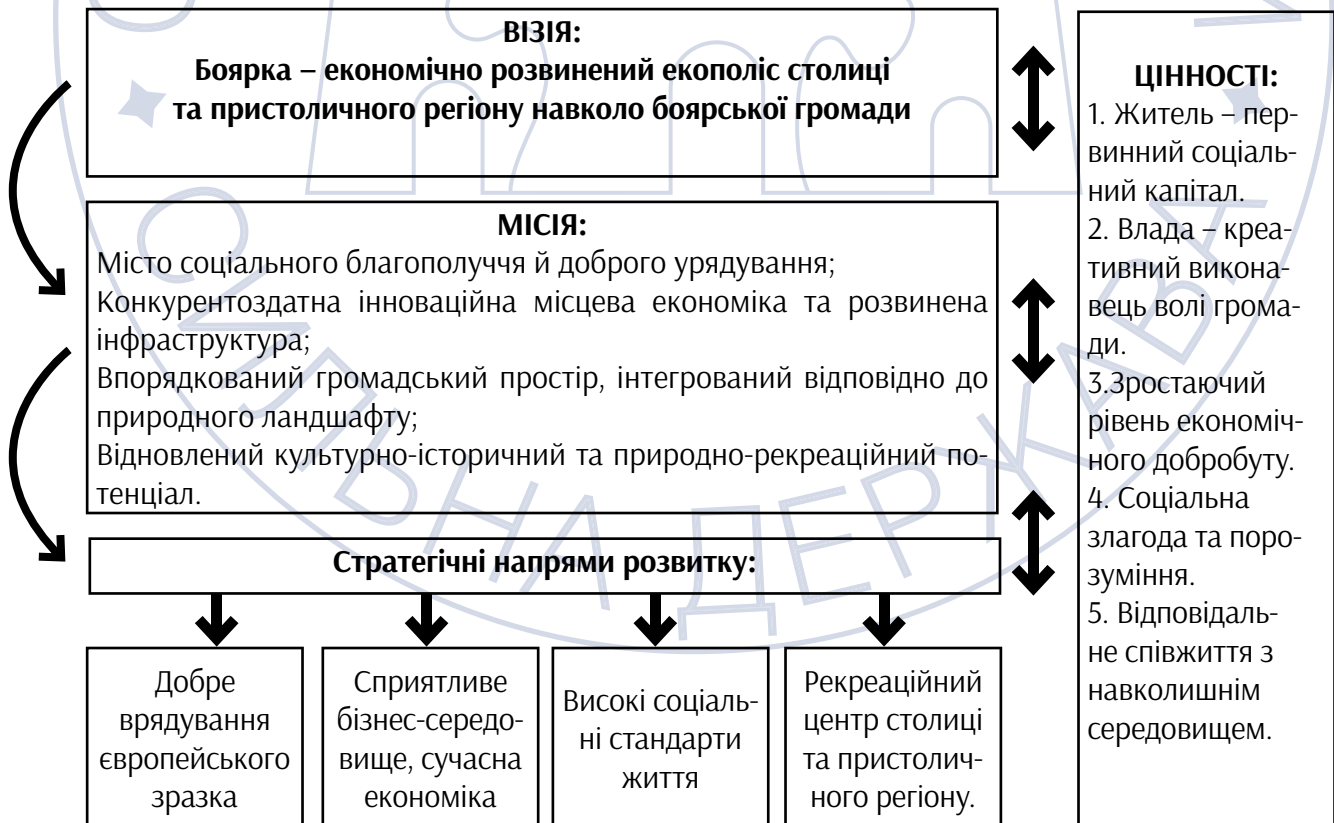 ВІЗІЯ:
Боярка – економічно розвинений екополіс столиці
та пристоличного регіону навколо боярської громади
МІСІЯ:
Місто соціального благополуччя й доброго урядування;
Конкурентоздатна інноваційна місцева економіка та розвинена
інфраструктура;
Впорядкований громадський простір, інтегрований відповідно до
природного ландшафту;
Відновлений культурно-історичний та природно-рекреаційний по-
тенціал.
Стратегічні напрями розвитку:
Добре
врядування
європейського
зразка
Сприятливе
бізнес-середо-
вище, сучасна
економіка
Високі соціаль-
ні стандарти
життя
Рекреаційний
центр столиці
та пристолич-
ного регіону.
ЦІННОСТІ:
1. Житель – пер-
винний соціаль-
ний капітал.
2. Влада – креа-
тивний викона-
вець волі грома-
ди.
3.Зростаючий
рівень економіч-
ного добробуту.
4. Соціальна
злагода та поро-
зуміння.
5. Відповідаль-
не співжиття з
навколишнім
середовищем.
СИЛЬНА ДЕРЖАВА